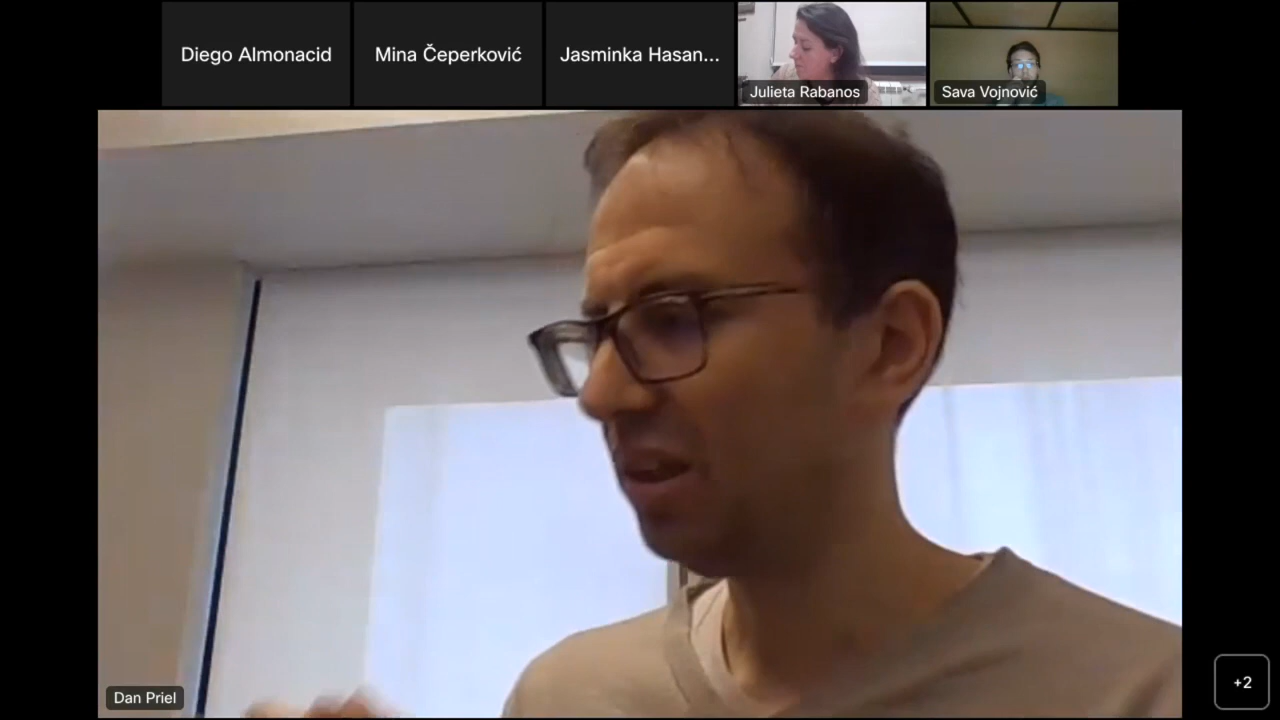 Diego Almonacid
Mina Čeperković
Jasminka Hasan...
Julieta Rabanos
Sava Vojnović
Dan Priel
+2